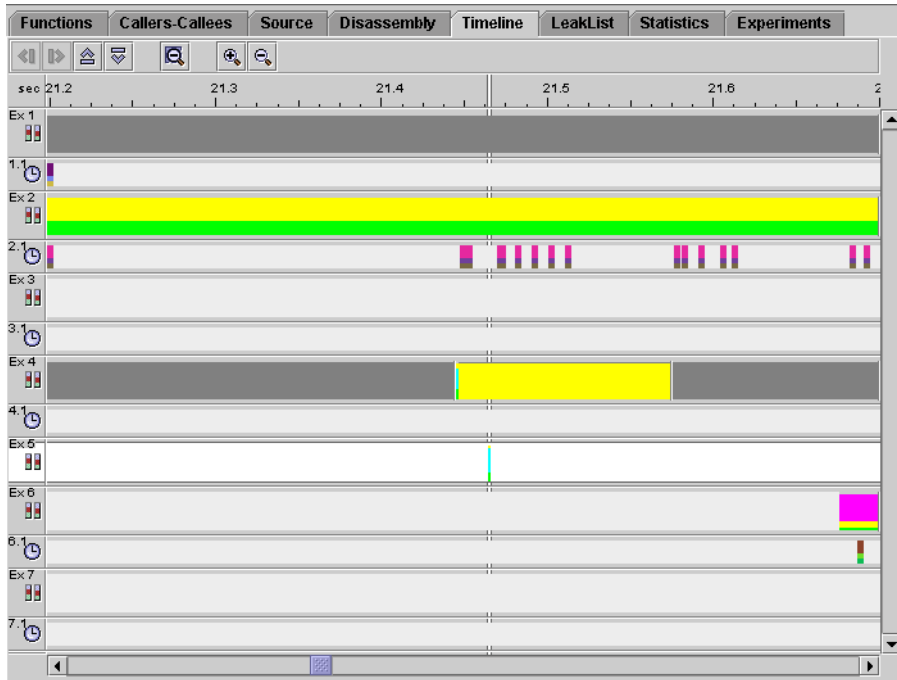 Functions Callers-Callees Source Disassembly Timeline LeakList Statistics Experiments
sec 21.2 21.3 21.4 21.5 21.6 2
Ex 1
1.1
Ex 2
2.1
Ex 3
3.1
Ex 4
4.1
Ex 5
Ex 6
6.1
Ex 7
7.1